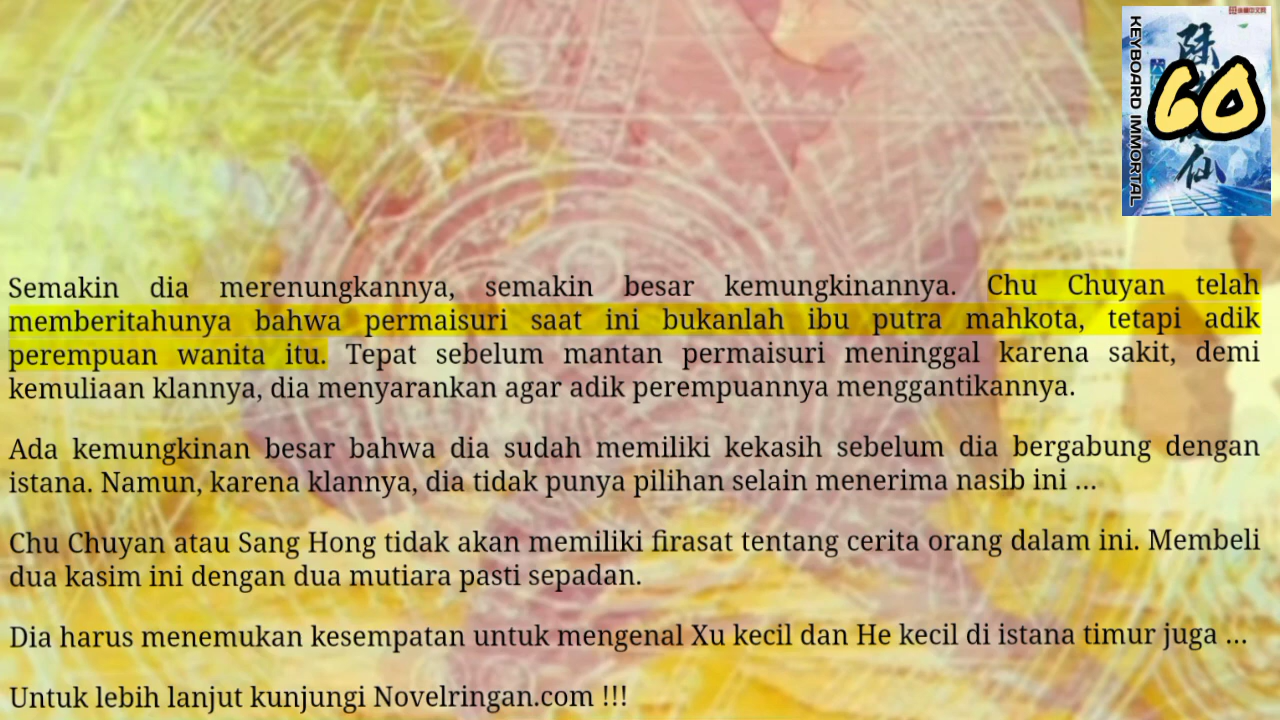 KEYBOARD IMMORTAL
60
仙
Semakin dia merenungkannya, semakin besar kemungkinannya. Chu Chuyan telah
memberitahunya bahwa permaisuri saat ini bukanlah ibu putra mahkota, tetapi adik
perempuan wanita itu. Tepat sebelum mantan permaisuri meninggal karena sakit, demi
kemuliaan klannya, dia menyarankan agar adik perempuannya menggantikannya.
Ada kemungkinan besar bahwa dia sudah memiliki kekasih sebelum dia bergabung dengan
istana. Namun, karena klannya, dia tidak punya pilihan selain menerima nasib ini ...
Chu Chuyan atau Sang Hong tidak akan memiliki firasat tentang cerita orang dalam ini. Membeli
dua kasim ini dengan dua mutiara pasti sepadan.
Dia harus menemukan kesempatan untuk mengenal Xu kecil dan He kecil di istana timur juga ...
Untuk lebih lanjut kunjungi Novelringan.com !!!